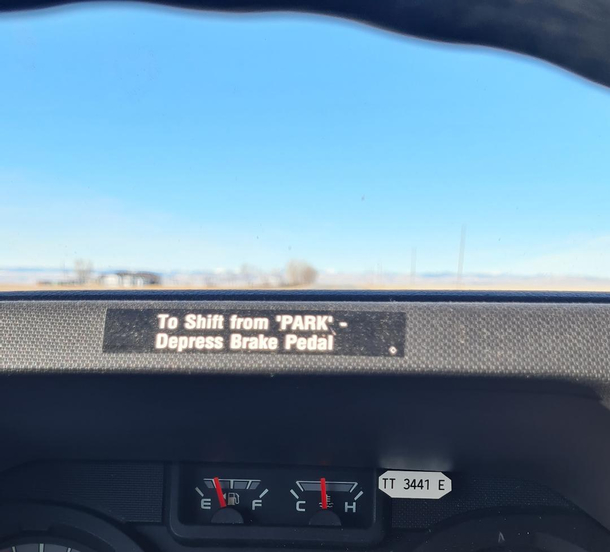 To Shift from 'PARK' -
Depress Brake Pedal
E F C H
TT 3441 E